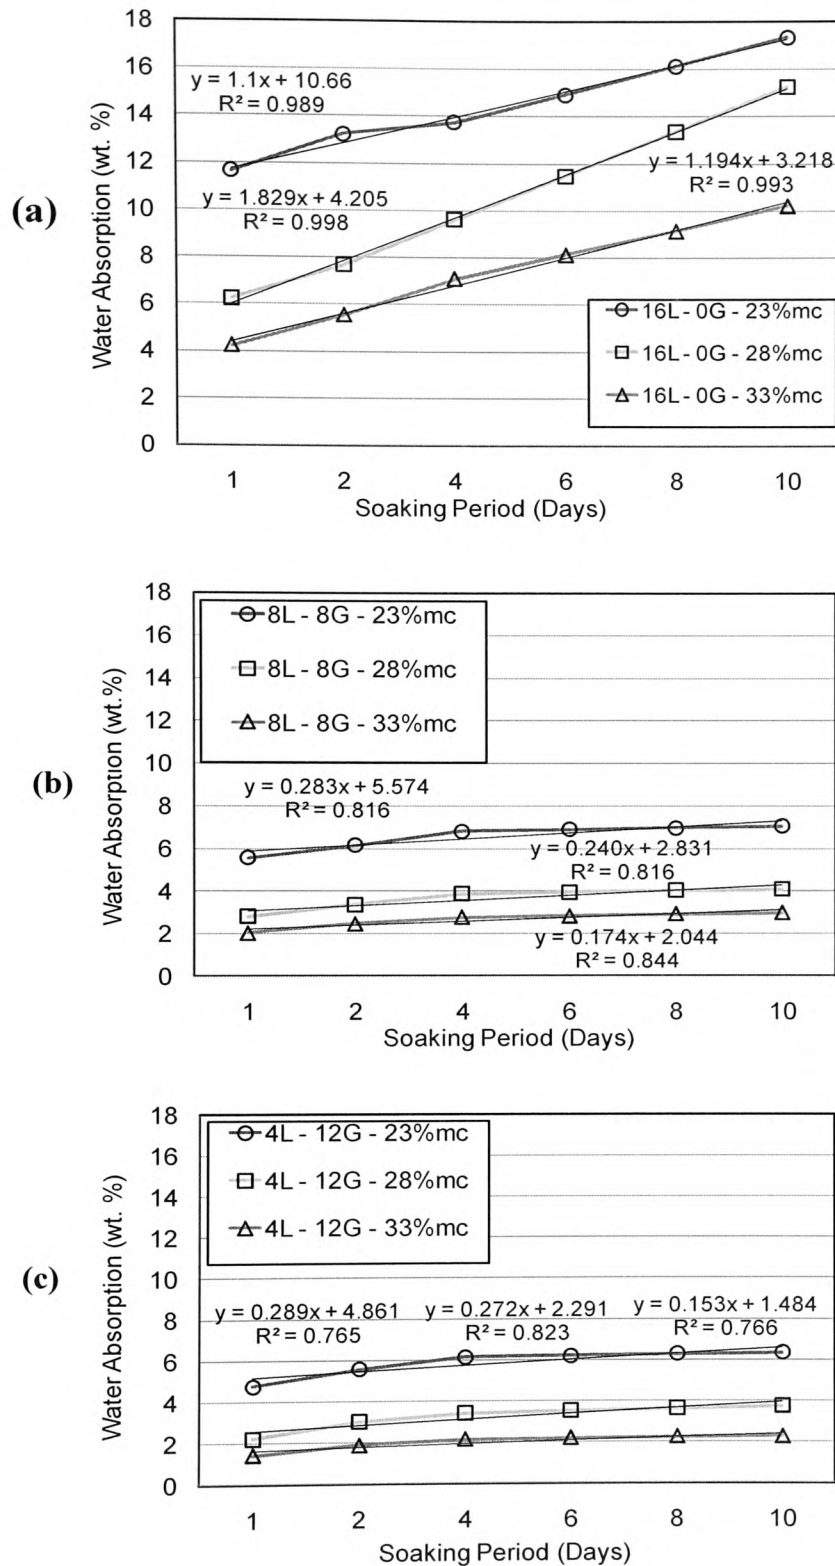 (a)
Water Absorption (wt. %)
18
16
14
12
10
8
6
4
2
0
y = 1.1x + 10.66
R² = 0.989
y = 1.829x + 4.205
R² = 0.998
y = 1.194x + 3.218
R² = 0.993
16L - 0G - 23%mc
16L - 0G - 28%mc
16L - 0G - 33%mc
1 2 4 6 8 10
Soaking Period (Days)
(b)
Water Absorption (wt.%)
18
16
14
12
10
8
6
4
2
0
8L - 8G - 23%mc
8L - 8G - 28%mc
8L - 8G - 33%mc
y = 0.283x + 5.574
R² = 0.816
y = 0.240x + 2.831
R² = 0.816
y = 0.174x + 2.044
R² = 0.844
1 2 4 6 8 10
Soaking Period (Days)
(c)
Water Absorption (wt. %)
18
16
14
12
10
8
6
4
2
0
4L - 12G - 23%mc
4L - 12G - 28%mc
4L - 12G - 33%mc
y = 0.289x + 4.861
R² = 0.765
y = 0.272x + 2.291
R² = 0.823
y = 0.153x + 1.484
R² = 0.766
1 2 4 6 8 10
Soaking Period (Days)